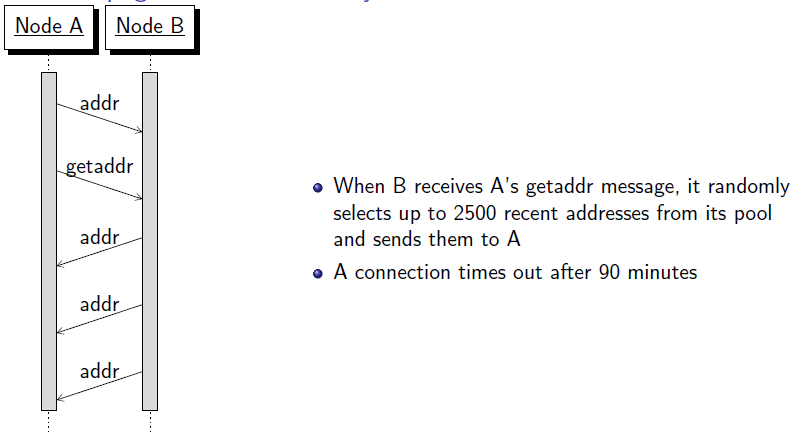 Node A
Node B
addr
getaddr
addr
addr
addr
When B receives A's getaddr message, it randomly
selects up to 2500 recent addresses from its pool
and sends them to A
A connection times out after 90 minutes